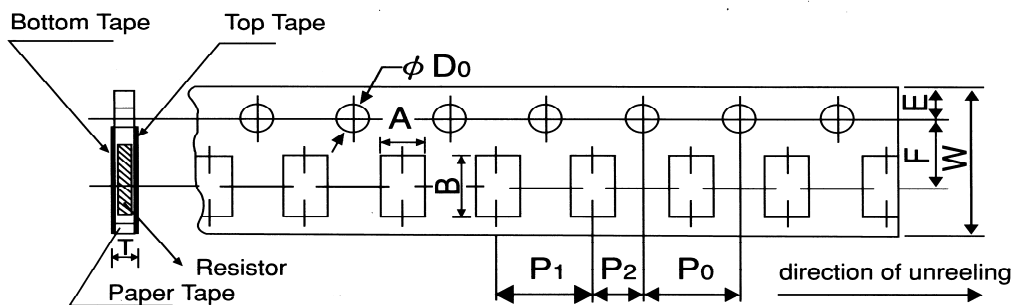 Bottom Tape
Top Tape
ϕ D0
A
B
E
F
W
T
Resistor
Paper Tape
P1
P2
P0
direction of unreeling